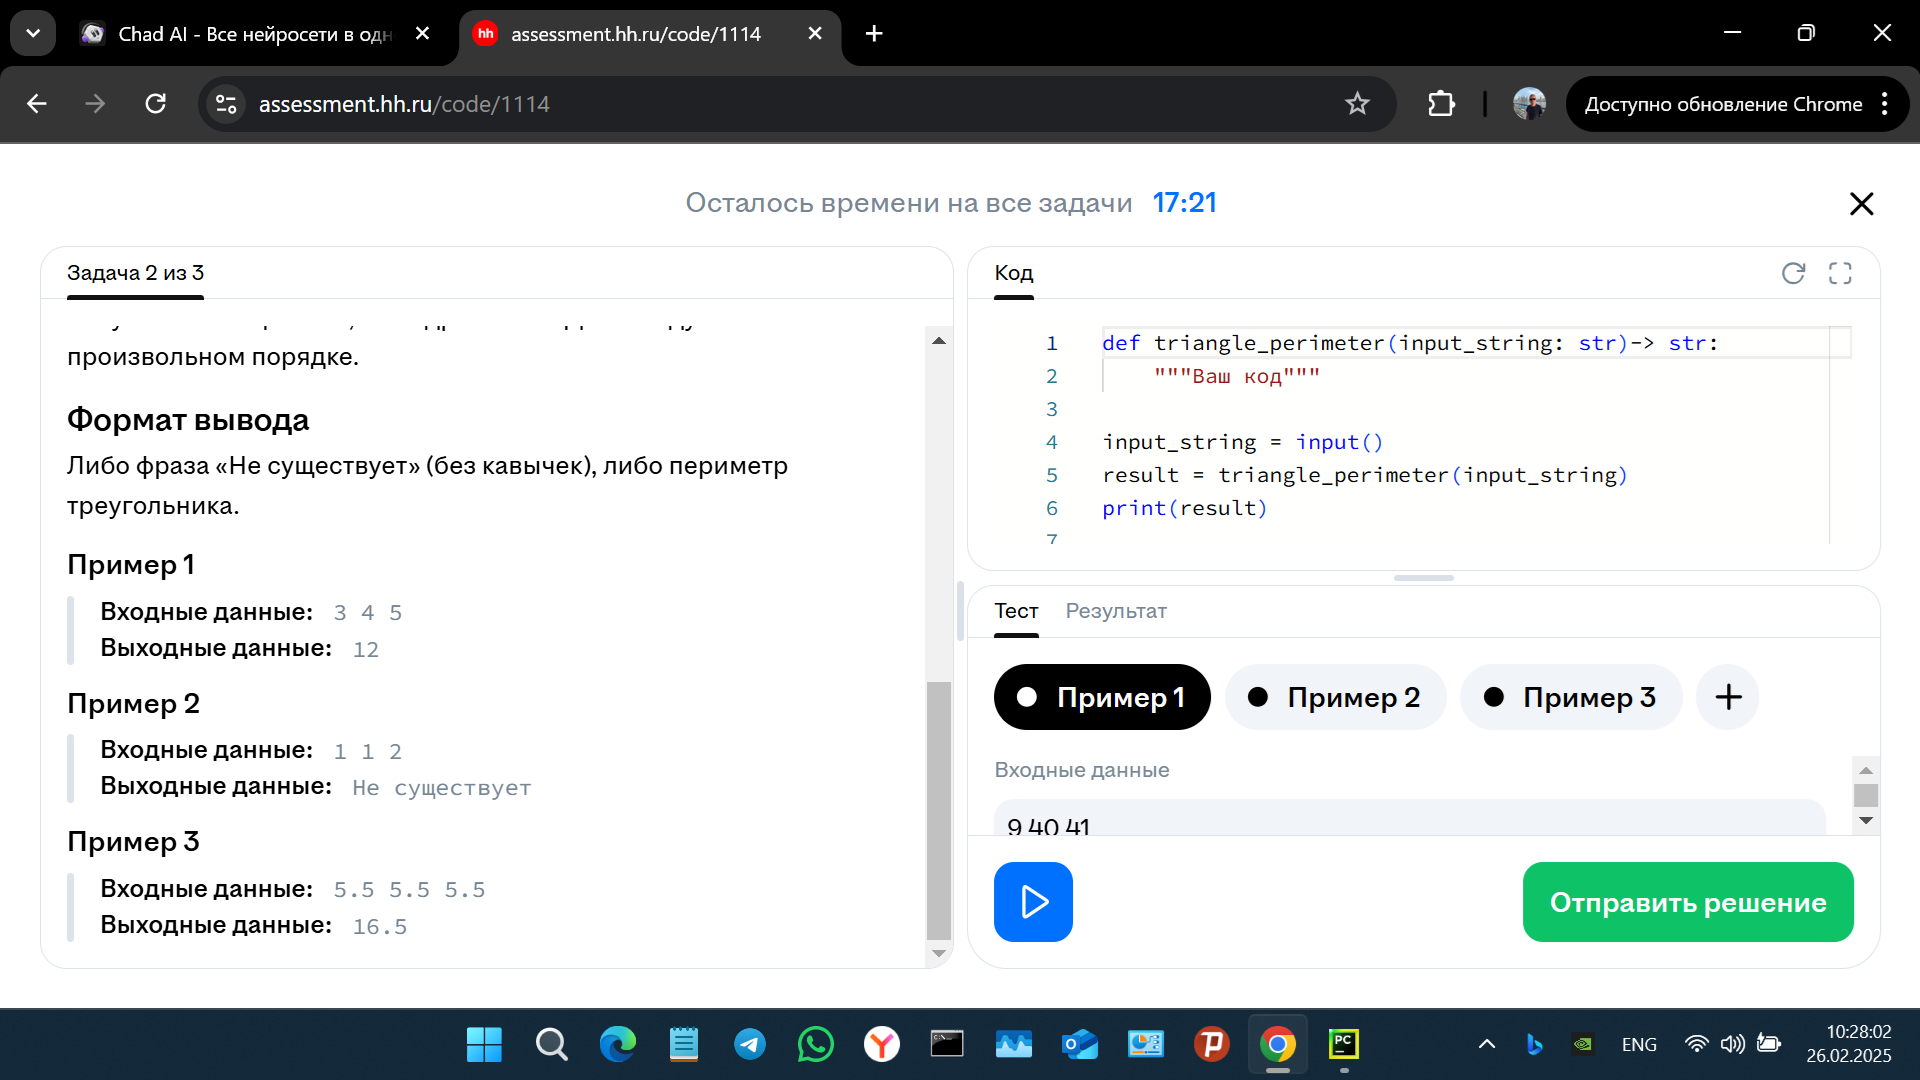 Chad AI - Все нейросети в одн
hh
assessment.hh.ru/code/1114
assessment.hh.ru/code/1114
Доступно обновление Chrome
Осталось времени на все задачи 17:21
Задача 2 из 3
произвольном порядке.
Формат вывода
Либо фраза «Не существует» (без кавычек), либо периметр
треугольника.
Пример 1
Входные данные: 3 4 5
Выходные данные: 12
Пример 2
Входные данные: 1 1 2
Выходные данные: Не существует
Пример 3
Входные данные: 5.5 5.5 5.5
Выходные данные: 16.5
Код
1 def triangle_perimeter(input_string: str)-> str:
2 """Ваш код"""
3
4 input_string = input()
5 result = triangle_perimeter(input_string)
6 print(result)
7
Тест Результат
Пример 1 Пример 2 Пример 3
Входные данные
9 40 41
Отправить решение
PC
ENG
10:28:02
26.02.2025